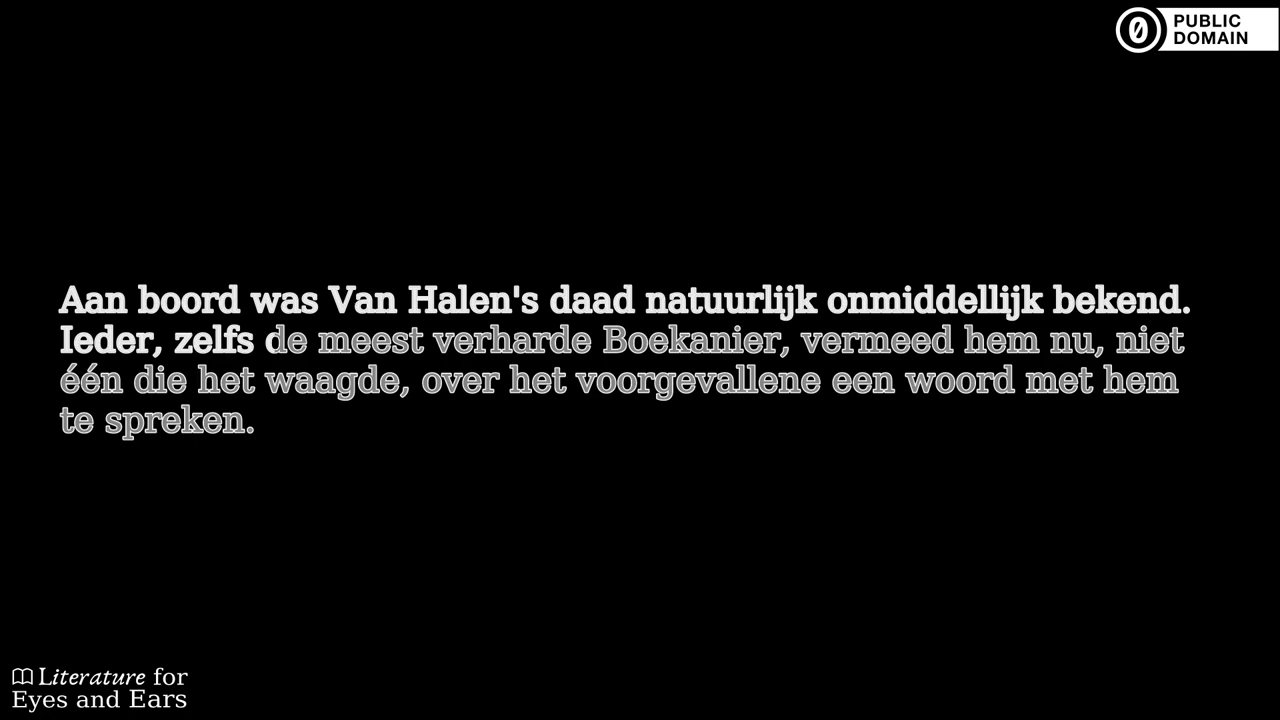 PUBLIC
DOMAIN
Aan boord was Van Halen's daad natuurlijk onmiddellijk bekend.
Ieder, zelfs de meest verharde Boekanier, vermeed hem nu, niet
één die het waagde, over het voorgevallene een woord met hem
te spreken.
Literature for
Eyes and Ears